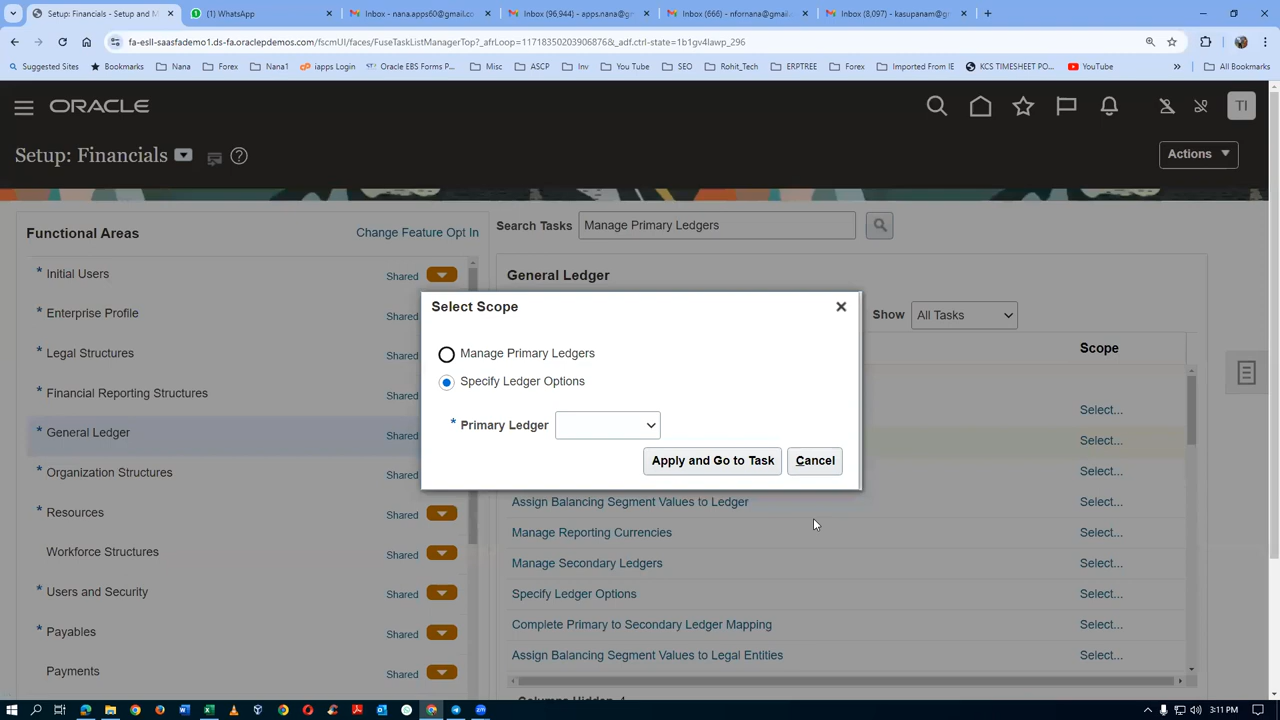 Setup: Financials - Setup and M
(1) WhatsApp
Inbox - nana.apps60@gmail.c
Inbox (96,944) - apps.nana@g
Inbox (666) - nfornana@gmail.
Inbox (8,097) - kasupanam@g
fa-esll-saasfademo1.ds-fa.oraclepdemos.com/fscmUI/faces/FuseTaskListManagerTop?_afrLoop=11718350203906876&_adf.ctrl-state=1b1gv4lawp_296
Suggested Sites
Bookmarks
Nana
Forex
Nana1
iapps Login
Oracle EBS Forms P...
Misc
ASCP
Inv
You Tube
SEO
Rohit_Tech
ERPTREE
Forex
Imported From IE
KCS TIMESHEET PO...
YouTube
All Bookmarks
ORACLE
TI
Setup: Financials
Actions
Functional Areas
Change Feature Opt In
Search Tasks
Manage Primary Ledgers
* Initial Users
Shared
General Ledger
* Enterprise Profile
Shared
Select Scope
Show
All Tasks
* Legal Structures
Shared
Manage Primary Ledgers
Scope
* Financial Reporting Structures
Shared
Specify Ledger Options
Select...
* General Ledger
Shared
* Primary Ledger
Select...
* Organization Structures
Shared
Apply and Go to Task
Cancel
Select...
* Resources
Shared
Assign Balancing Segment Values to Ledger
Select...
Manage Reporting Currencies
Select...
Workforce Structures
Shared
Manage Secondary Ledgers
Select...
* Users and Security
Shared
Specify Ledger Options
Select...
* Payables
Shared
Complete Primary to Secondary Ledger Mapping
Select...
Payments
Shared
Assign Balancing Segment Values to Legal Entities
Select...
3:11 PM